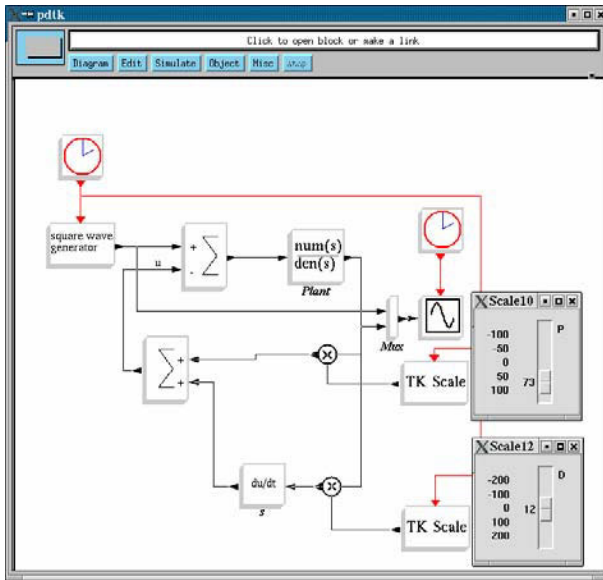 pdtk
Click to open block or make a link
Diagram Edit Simulate Object Misc stop
square wave
generator
u
+
-
Σ
num(s)
den(s)
Plant
Mux
Σ
+
+
×
TK Scale
du/dt
s
×
TK Scale
Scale10
-100
-50
0
50
100
73
P
Scale12
-200
-100
0
100
200
12
D